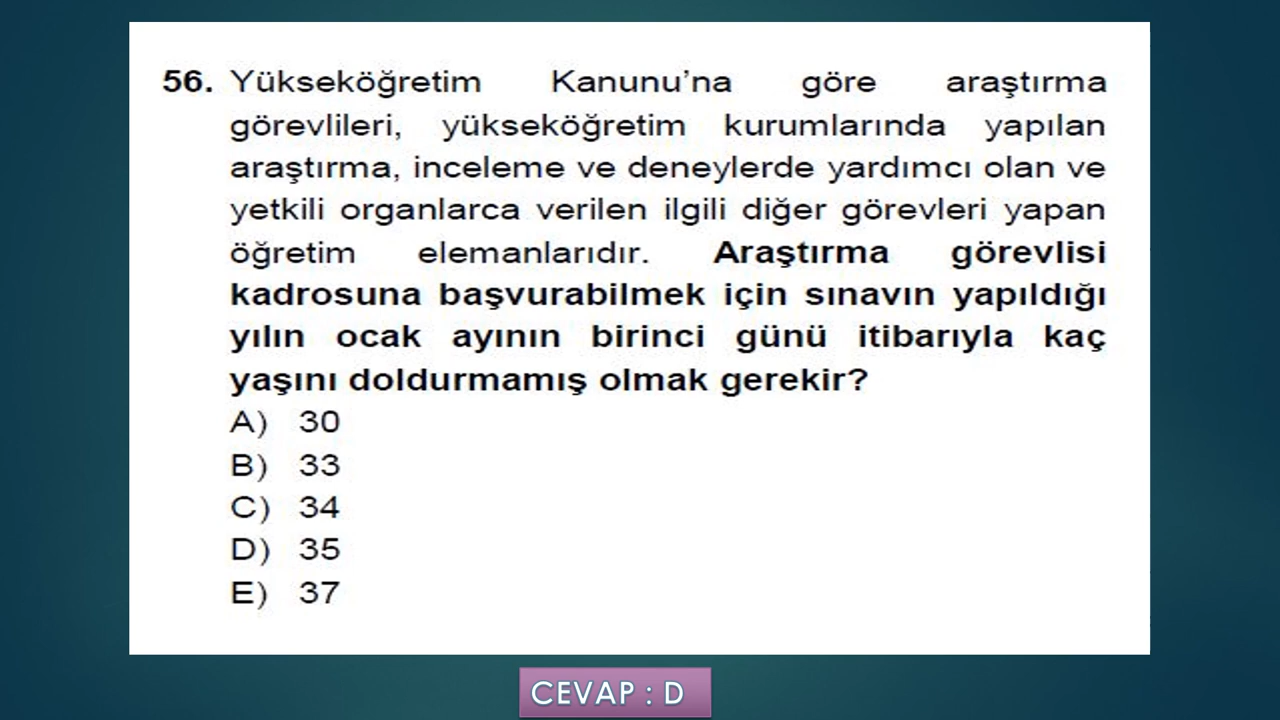 56. Yükseköğretim Kanunu’na göre araştırma
görevlileri, yükseköğretim kurumlarında yapılan
araştırma, inceleme ve deneylerde yardımcı olan ve
yetkili organlarca verilen ilgili diğer görevleri yapan
öğretim elemanlarıdır. Araştırma görevlisi
kadrosuna başvurabilmek için sınavın yapıldığı
yılın ocak ayının birinci günü itibarıyla kaç
yaşını doldurmamış olmak gerekir?
A) 30
B) 33
C) 34
D) 35
E) 37
CEVAP : D